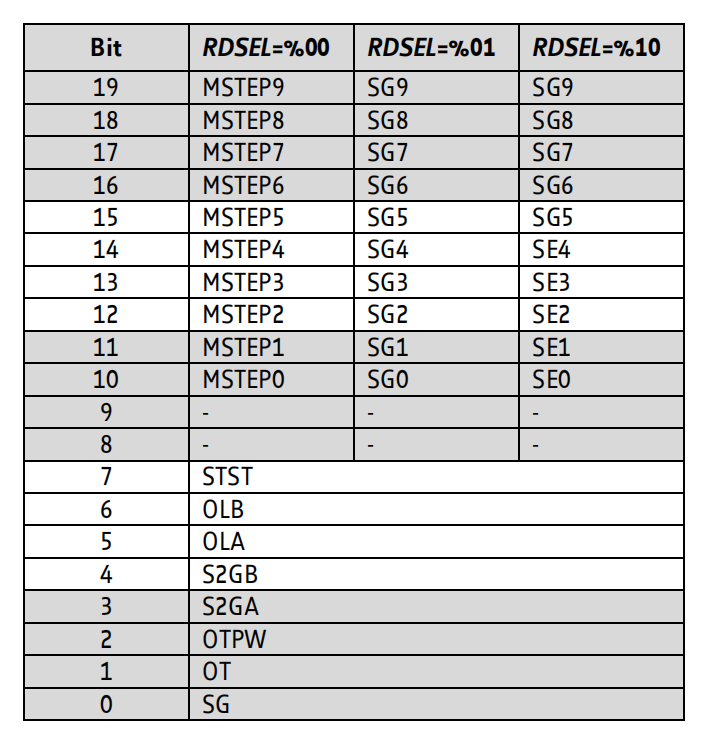 Bit RDSEL=%00 RDSEL=%01 RDSEL=%10
19 MSTEP9 SG9 SG9
18 MSTEP8 SG8 SG8
17 MSTEP7 SG7 SG7
16 MSTEP6 SG6 SG6
15 MSTEP5 SG5 SG5
14 MSTEP4 SG4 SE4
13 MSTEP3 SG3 SE3
12 MSTEP2 SG2 SE2
11 MSTEP1 SG1 SE1
10 MSTEP0 SG0 SE0
9 - - -
8 - - -
7 STST
6 OLB
5 OLA
4 S2GB
3 S2GA
2 OTPW
1 OT
0 SG